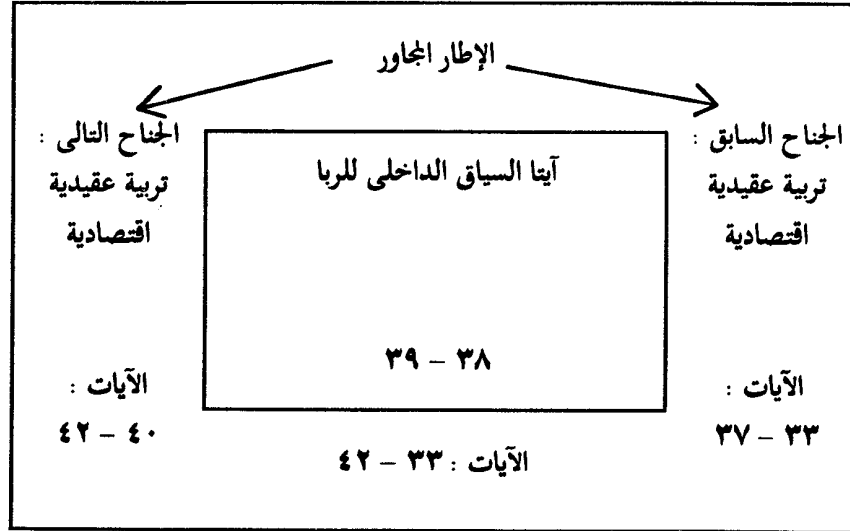 الإطار المجاور
الجناح السابق :
تربية عقيدية
اقتصادية
الآيات :
٣٣ – ٣٧
آيتا السياق الداخلى للربا
٣٨ – ٣٩
الجناح التالى :
تربية عقيدية
اقتصادية
الآيات :
٤٠ – ٤٢
الآيات : ٣٣ – ٤٢